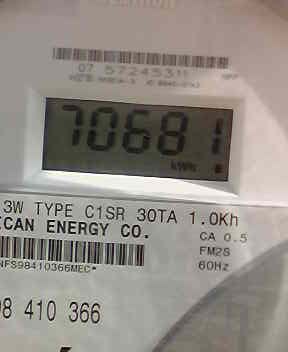 07 57245311
70681
kWh
3W TYPE C1SR 30TA 1.0Kh
CAN ENERGY CO.
CA 0.5
FM2S
60Hz
NFS98410366MEC*
98 410 366